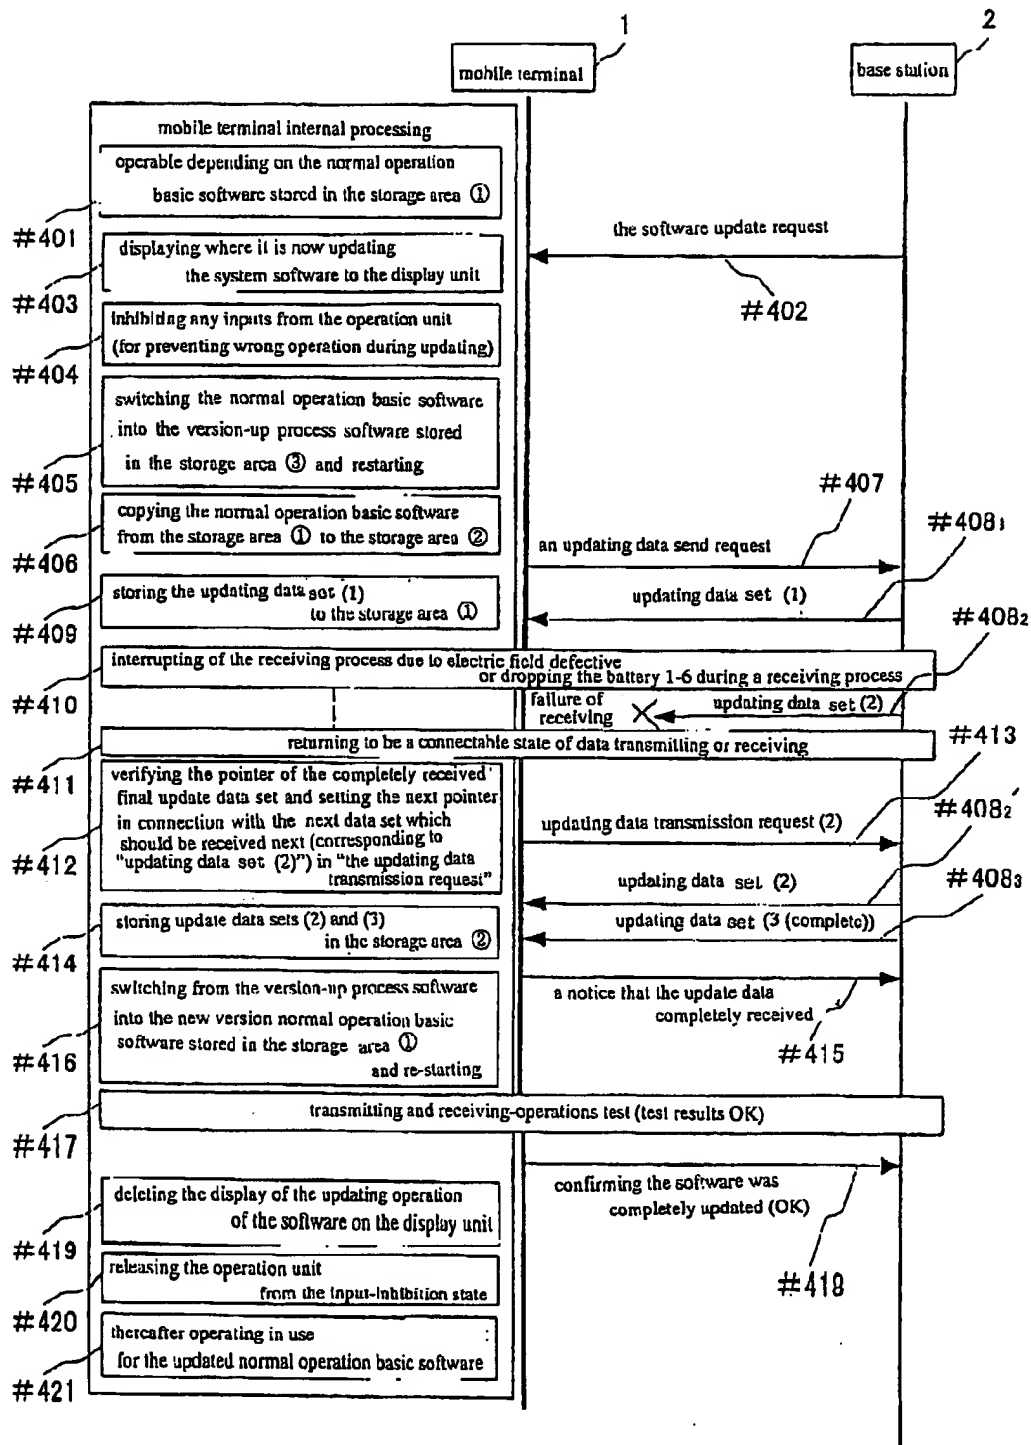 1
2
mobile terminal
base station
mobile terminal internal processing
operable depending on the normal operation
basic software stored in the storage area ①
#401
the software update request
#402
displaying where it is now updating
the system software to the display unit
#403
inhibiting any inputs from the operation unit
(for preventing wrong operation during updating)
#404
switching the normal operation basic software
into the version-up process software stored
in the storage area ③ and restarting
#405
#407
copying the normal operation basic software
from the storage area ① to the storage area ②
#406
an updating data send request
#408₁
storing the updating data set (1)
to the storage area ①
#409
updating data set (1)
#408₂
interrupting of the receiving process due to electric field defective
or dropping the battery 1-6 during a receiving process
#410
failure of
receiving
updating data set (2)
returning to be a connectable state of data transmitting or receiving
#411
#413
verifying the pointer of the completely received
final update data set and setting the next pointer
in connection with the next data set which
should be received next (corresponding to
"updating data set (2)") in "the updating data
transmission request"
#412
updating data transmission request (2)
#408₂'
updating data set (2)
#408₃
updating data set (3 (complete))
storing update data sets (2) and (3)
in the storage area ②
#414
a notice that the update data
completely received
#415
switching from the version-up process software
into the new version normal operation basic
software stored in the storage area ①
and re-starting
#416
transmitting and receiving-operations test (test results OK)
#417
confirming the software was
completely updated (OK)
#418
deleting the display of the updating operation
of the software on the display unit
#419
releasing the operation unit
from the input-inhibition state
#420
thereafter operating in use
for the updated normal operation basic software
#421